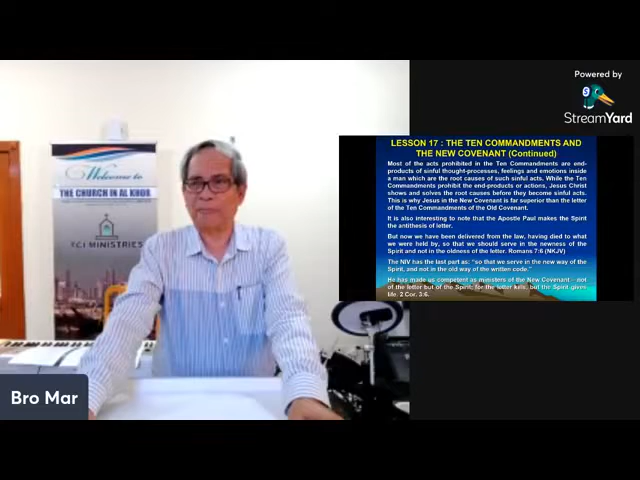 Powered by
StreamYard
LESSON 17 : THE TEN COMMANDMENTS AND
THE NEW COVENANT (Continued)
Most of the acts prohibited in the Ten Commandments are end-
products of sinful thought-processes, feelings and emotions inside
a man which are the root causes of such sinful acts. While the Ten
Commandments prohibit the end-products or actions, Jesus Christ
shows and solves the root causes before they become sinful acts.
This is why Jesus in the New Covenant is far superior than the letter
of the Ten Commandments of the Old Covenant.
It is also interesting to note that the Apostle Paul makes the Spirit
the antithesis of letter.
But now we have been delivered from the law, having died to what
we were held by, so that we should serve in the newness of the
Spirit and not in the oldness of the letter. Romans 7:6 (NKJV)
The NIV has the last part as: "so that we serve in the new way of the
Spirit, and not in the old way of the written code."
He has made us competent as ministers of the New Covenant—not
of the letter but of the Spirit; for the letter kills, but the Spirit gives
life. 2 Cor. 3:6.
Welcome to
THE CHURCH IN AL KHOR
TCI MINISTRIES
Bro Mar